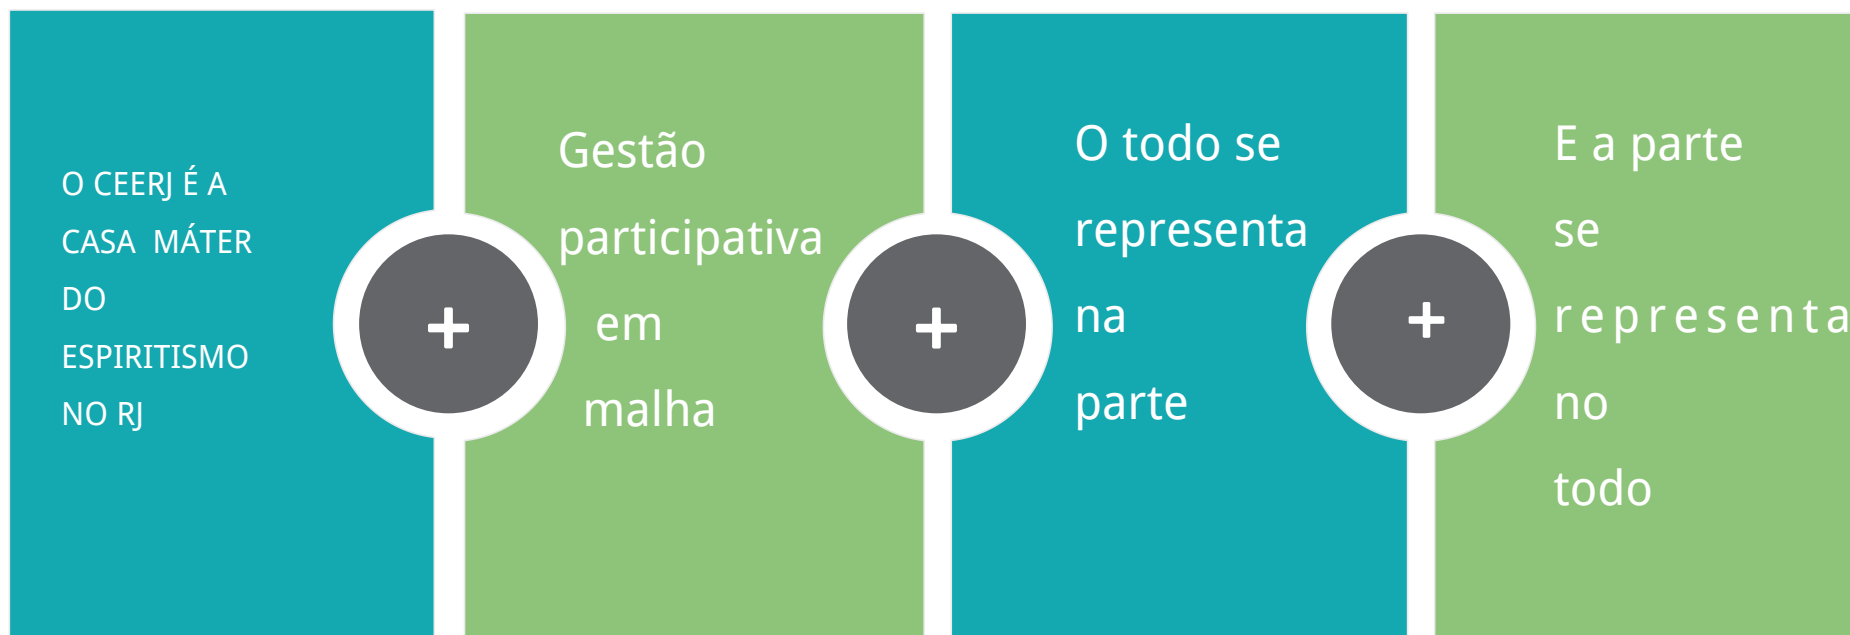 O CEERJ É A
CASA MÁTER
DO
ESPIRITISMO
NO RJ
+
Gestão
participativa
em
malha
+
O todo se
representa
na
parte
+
E a parte
se
representa
no
todo